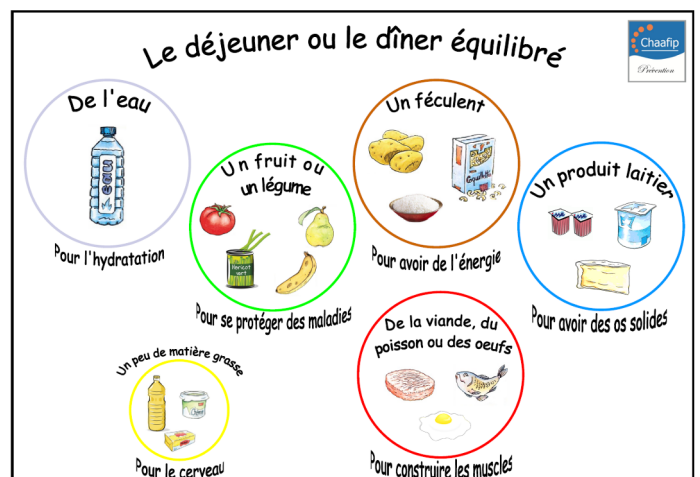 Le déjeuner ou le dîner équilibré
Chaafip
Prévention
De l'eau
Pour l'hydratation
Un fruit ou
un légume
Haricot
vert
Pour se protéger des maladies
Un féculent
Coquillettes
Pour avoir de l'énergie
Un produit laitier
Pour avoir des os solides
Un peu de matière grasse
Pour le cerveau
De la viande, du
poisson ou des oeufs
Pour construire les muscles